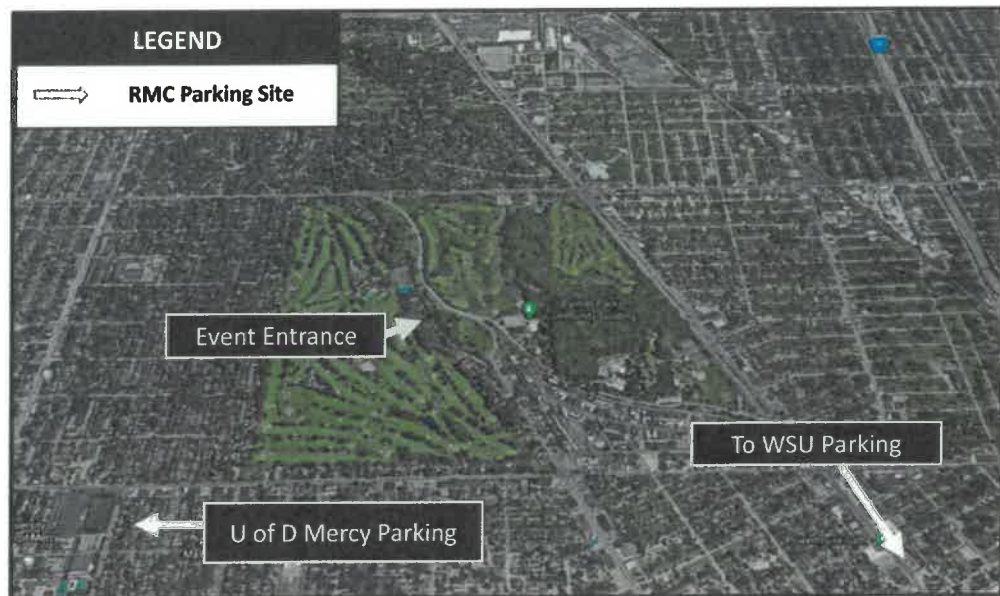 LEGEND
RMC Parking Site
Event Entrance
To WSU Parking
U of D Mercy Parking